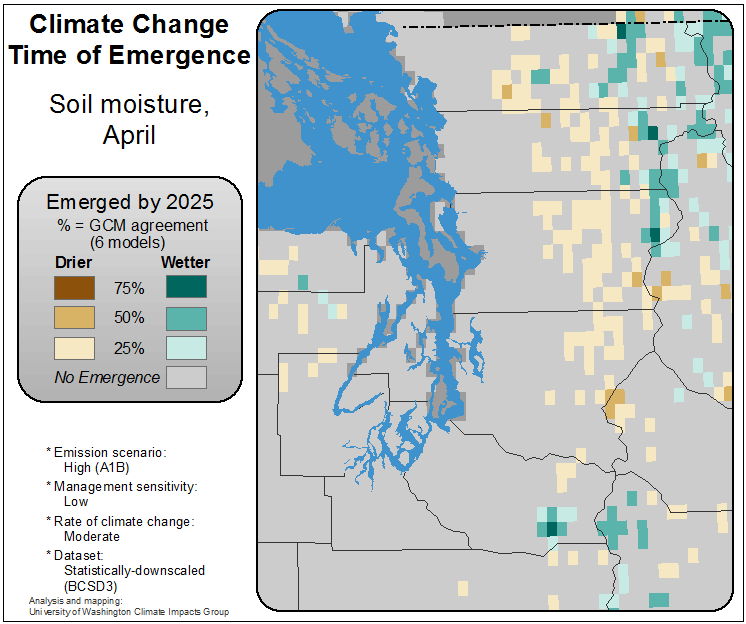 Climate Change
Time of Emergence
Soil moisture,
April
Emerged by 2025
% = GCM agreement
(6 models)
Drier Wetter
75%
50%
25%
No Emergence
* Emission scenario:
High (A1B)
* Management sensitivity:
Low
* Rate of climate change:
Moderate
* Dataset:
Statistically-downscaled
(BCSD3)
Analysis and mapping:
University of Washington Climate Impacts Group